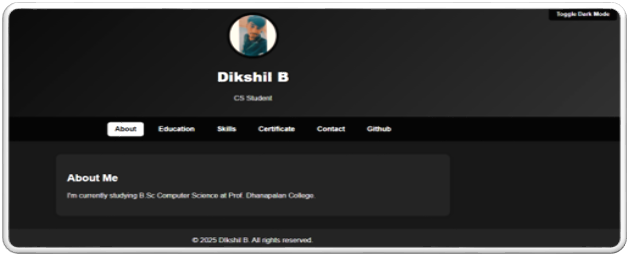 Toggle Dark Mode
Dikshil B
CS Student
About Education Skills Certificate Contact Github
About Me
I'm currently studying B.Sc Computer Science at Prof. Dhanapalan College.
© 2025 Dikshil B. All rights reserved.